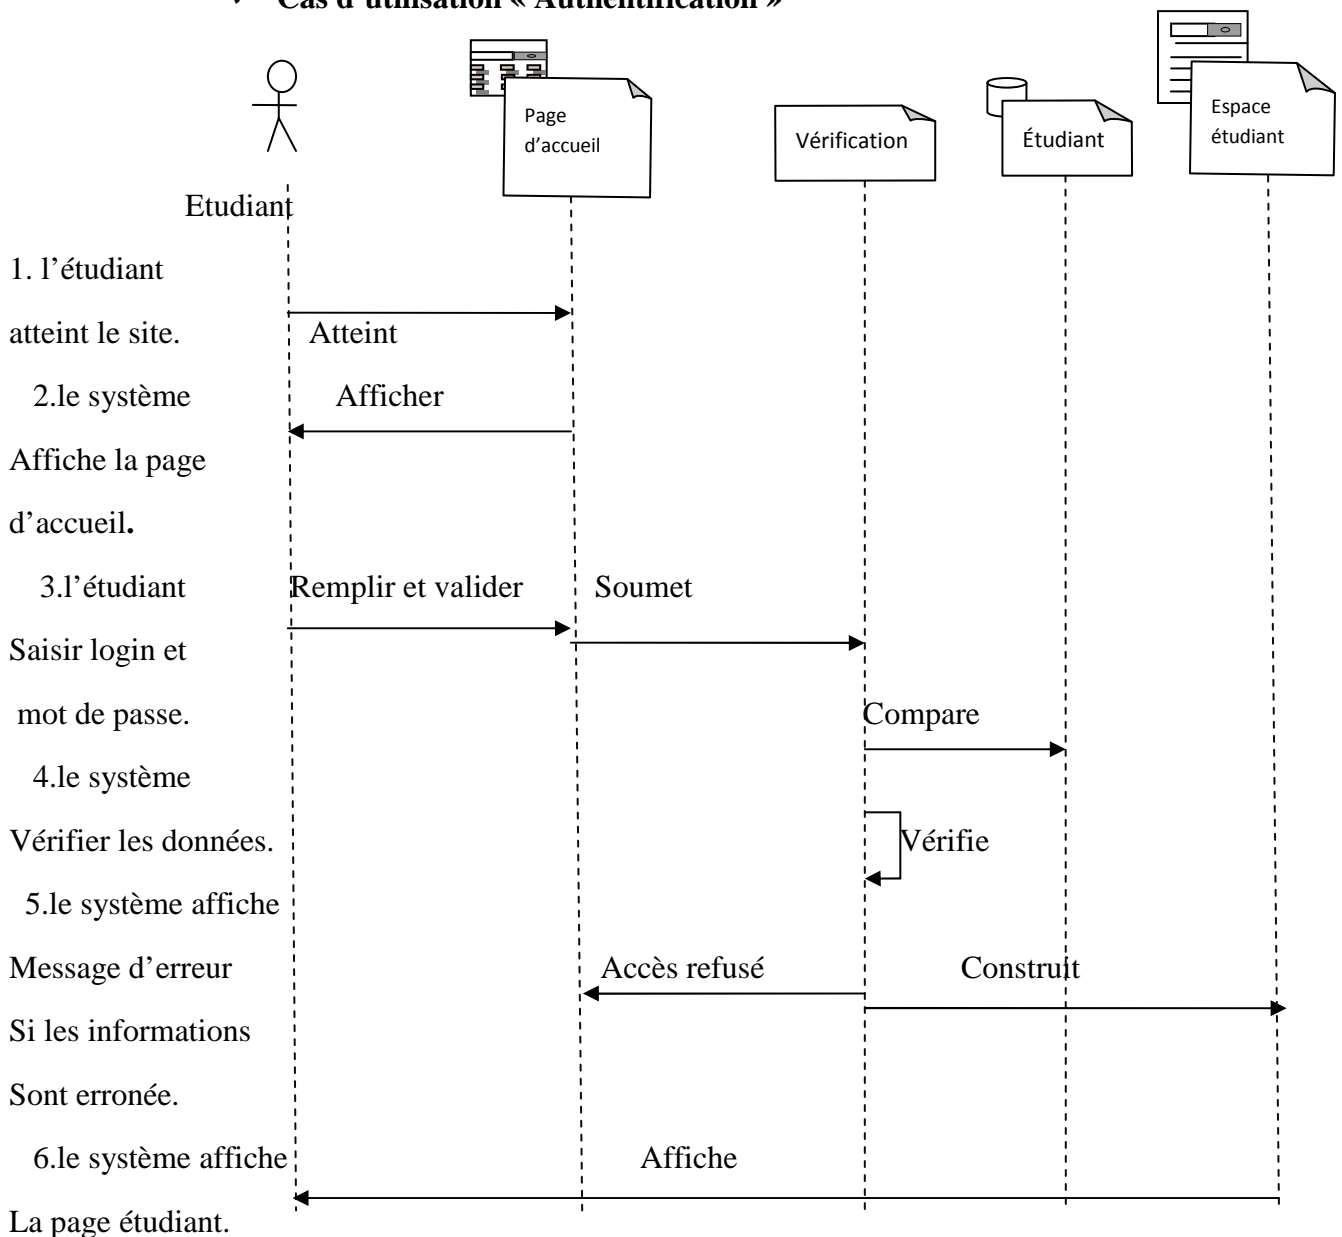 Cas d'utilisation « Authentification »
Page
d'accueil
Vérification
Étudiant
Espace
étudiant
Etudiant
1. l'étudiant
atteint le site.
Atteint
2.le système
Afficher
Affiche la page
d'accueil.
3.l'étudiant
Remplir et valider
Soumet
Saisir login et
mot de passe.
Compare
4.le système
Vérifier les données.
Vérifie
5.le système affiche
Message d'erreur
Accès refusé
Construit
Si les informations
Sont erronée.
6.le système affiche
Affiche
La page étudiant.